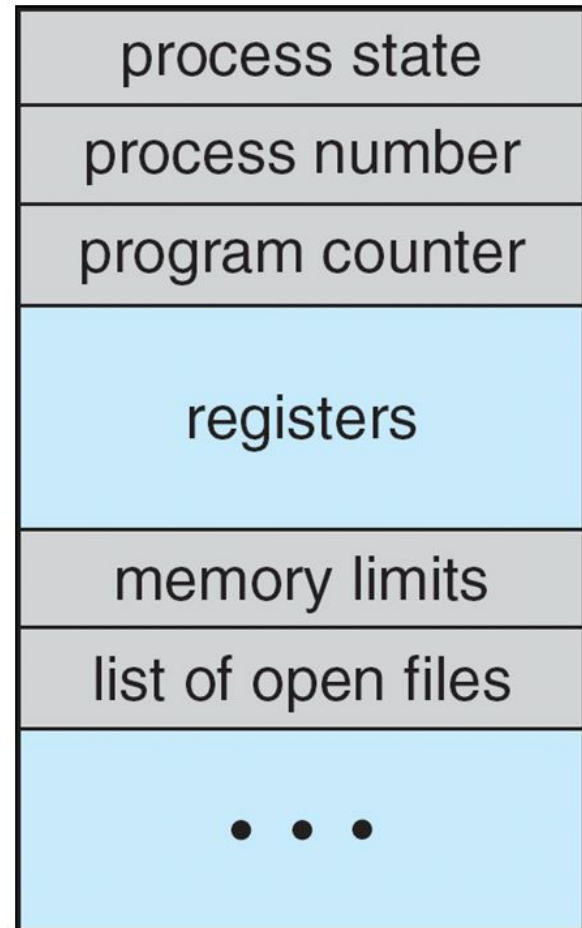 process state
process number
program counter
registers
memory limits
list of open files
• • •